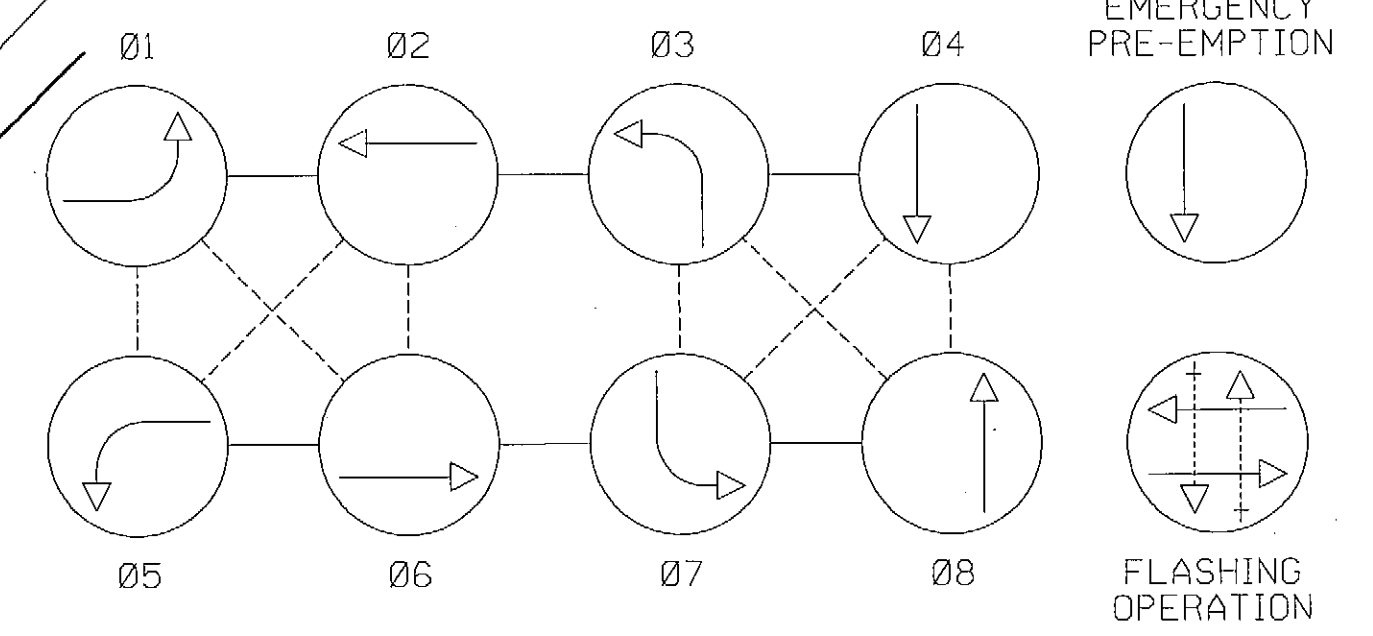 EMERGENCY
PRE-EMPTION
Ø1
Ø2
Ø3
Ø4
Ø5
Ø6
Ø7
Ø8
FLASHING
OPERATION